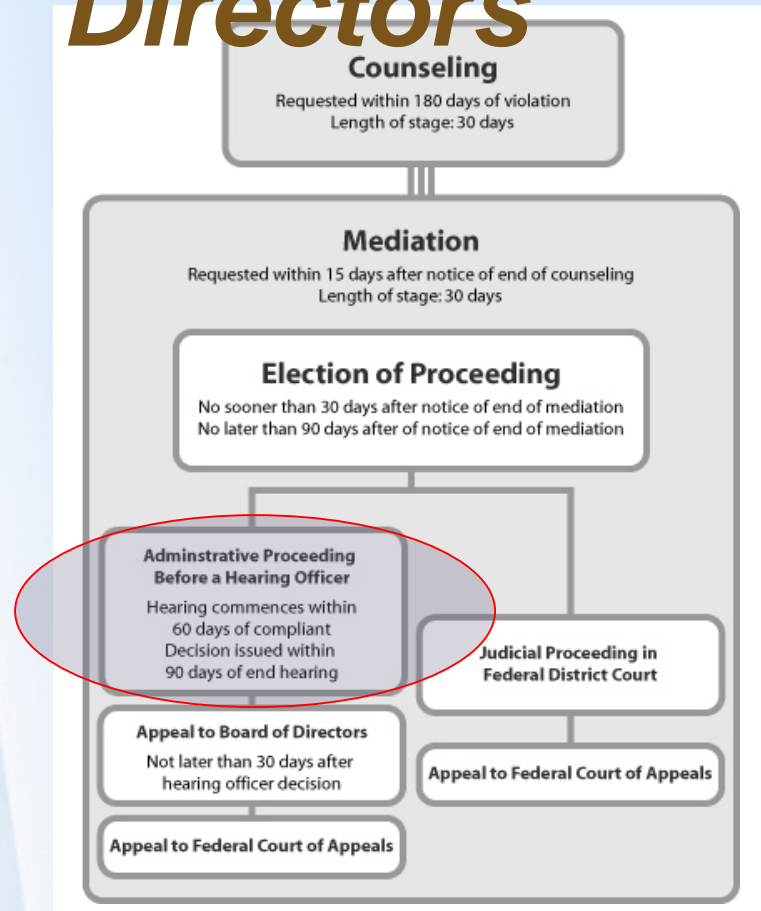 Directors
Counseling
Requested within 180 days of violation
Length of stage: 30 days
Mediation
Requested within 15 days after notice of end of counseling
Length of stage: 30 days
Election of Proceeding
No sooner than 30 days after notice of end of mediation
No later than 90 days after of notice of end of mediation
Adminstrative Proceeding
Before a Hearing Officer
Hearing commences within
60 days of compliant
Decision issued within
90 days of end hearing
Appeal to Board of Directors
Not later than 30 days after
hearing officer decision
Appeal to Federal Court of Appeals
Judicial Proceeding in
Federal District Court
Appeal to Federal Court of Appeals